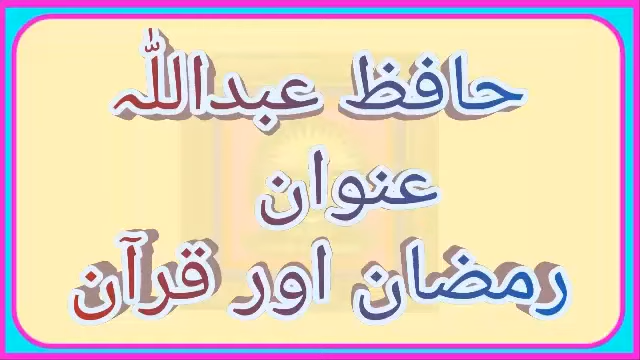 حافظ عبداللہ
عنوان
رمضان اور قرآن